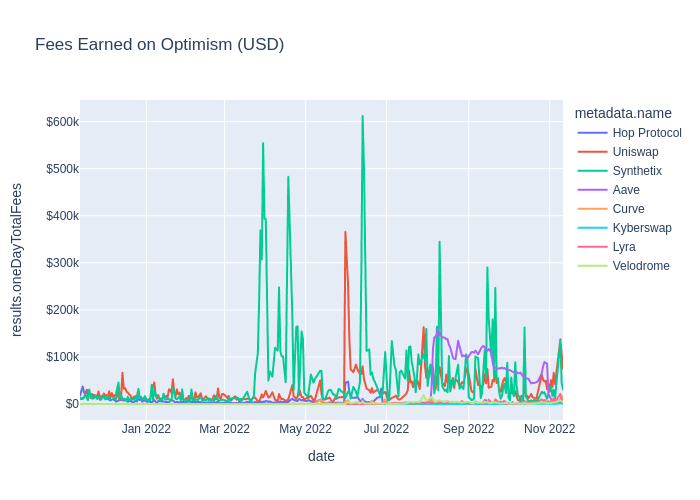 Fees Earned on Optimism (USD)
metadata.name
Hop Protocol
Uniswap
Synthetix
Aave
Curve
Kyberswap
Lyra
Velodrome
results.oneDayTotalFees
$600k
$500k
$400k
$300k
$200k
$100k
$0
Jan 2022
Mar 2022
May 2022
Jul 2022
Sep 2022
Nov 2022
date